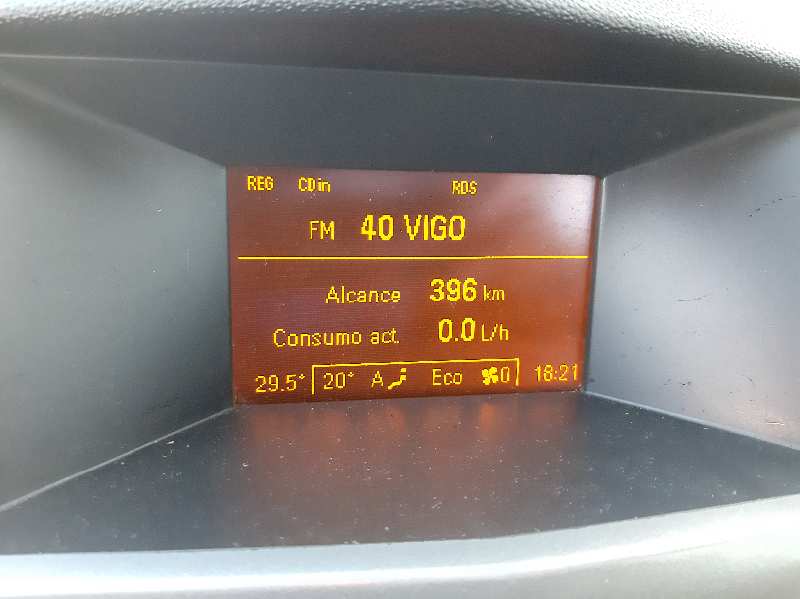 REG CDin RDS
FM 40 VIGO
Alcance 396 km
Consumo act. 0.0 L/h
29.5° 20° A Eco 0 18:21